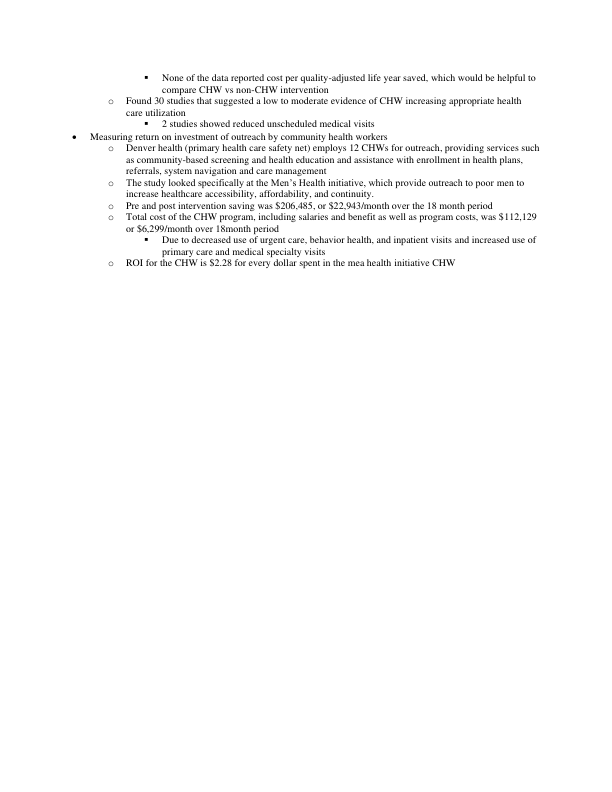 ▪ None of the data reported cost per quality-adjusted life year saved, which would be helpful to
compare CHW vs non-CHW intervention
o Found 30 studies that suggested a low to moderate evidence of CHW increasing appropriate health
care utilization
▪ 2 studies showed reduced unscheduled medical visits
• Measuring return on investment of outreach by community health workers
o Denver health (primary health care safety net) employs 12 CHWs for outreach, providing services such
as community-based screening and health education and assistance with enrollment in health plans,
referrals, system navigation and care management
o The study looked specifically at the Men’s Health initiative, which provide outreach to poor men to
increase healthcare accessibility, affordability, and continuity.
o Pre and post intervention saving was $206,485, or $22,943/month over the 18 month period
o Total cost of the CHW program, including salaries and benefit as well as program costs, was $112,129
or $6,299/month over 18month period
▪ Due to decreased use of urgent care, behavior health, and inpatient visits and increased use of
primary care and medical specialty visits
o ROI for the CHW is $2.28 for every dollar spent in the mea health initiative CHW